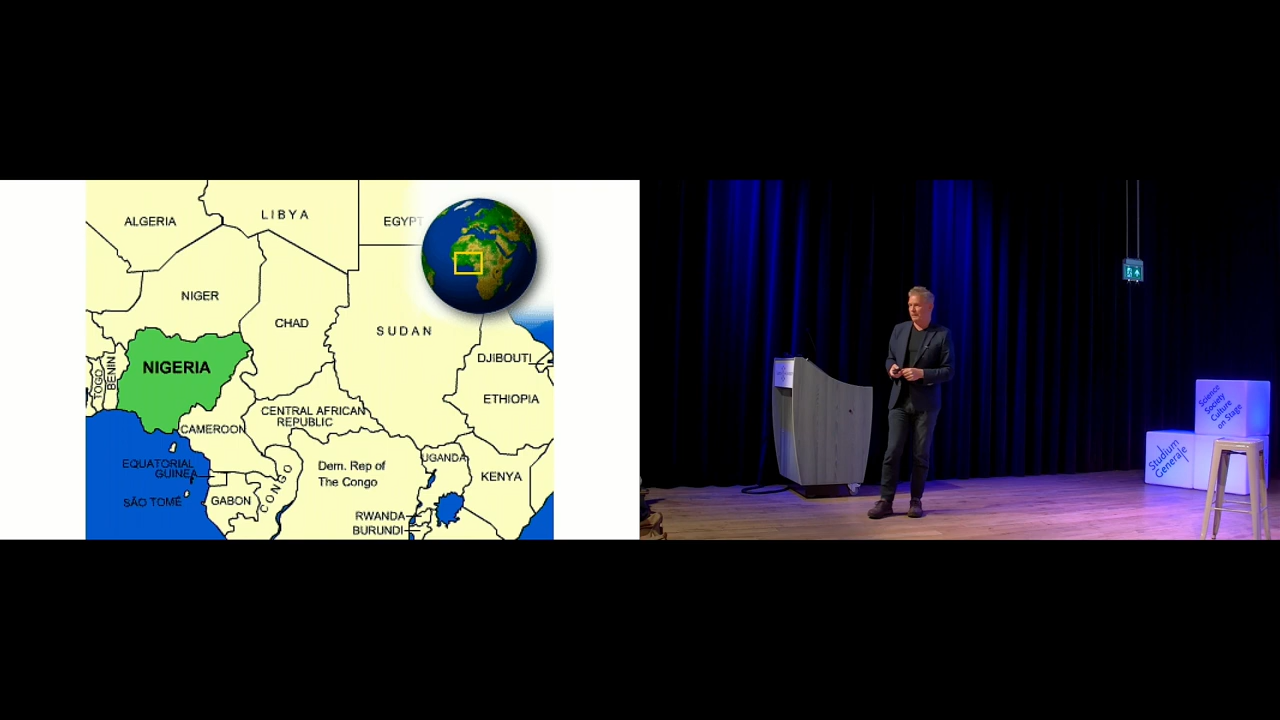 ALGERIA
LIBYA
EGYPT
NIGER
CHAD
SUDAN
NIGERIA
TOGO
BENIN
DJIBOUTI
ETHIOPIA
CENTRAL AFRICAN
REPUBLIC
CAMEROON
EQUATORIAL
GUINEA
SÃO TOMÉ
GABON
CONGO
Dem. Rep of
The Congo
UGANDA
KENYA
RWANDA
BURUNDI
Science
Society
Culture
on Stage
Studium
Generale